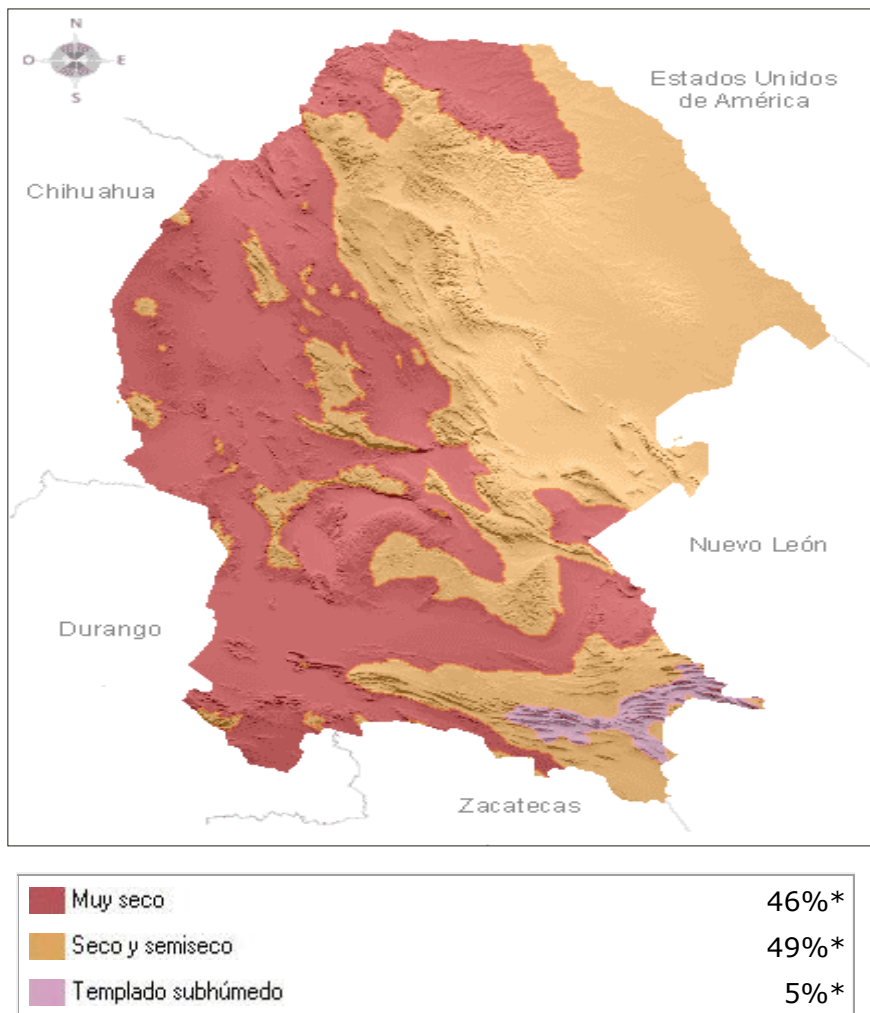 N
O E
S
Estados Unidos
de América
Chihuahua
Nuevo León
Durango
Zacatecas
Muy seco 46%*
Seco y semiseco 49%*
Templado subhúmedo 5%*